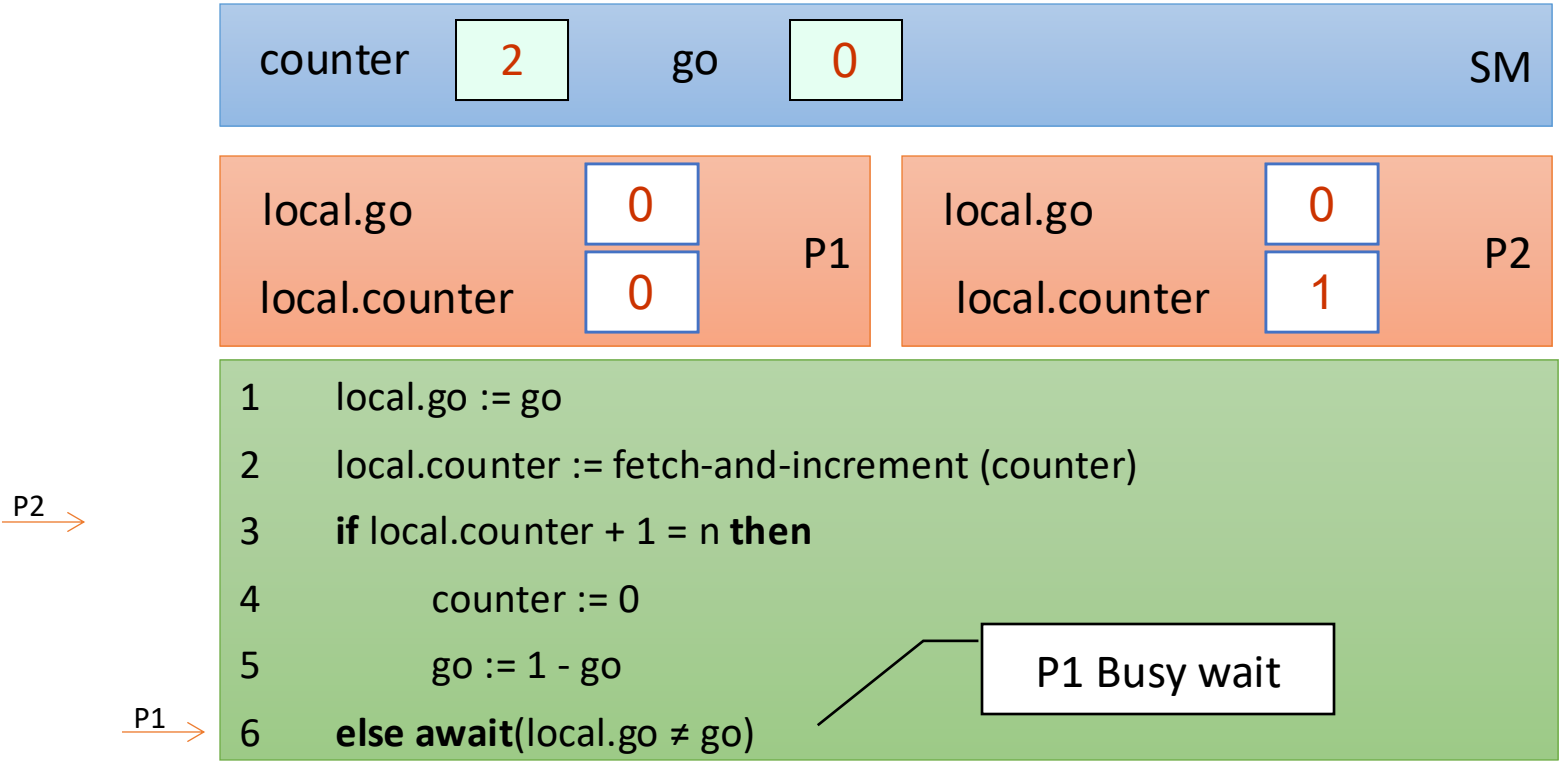 counter 2 go 0 SM
local.go 0
local.counter 0
P1
local.go 0
local.counter 1
P2
1 local.go := go
2 local.counter := fetch-and-increment (counter)
P2
3 if local.counter + 1 = n then
4 counter := 0
5 go := 1 - go
P1 Busy wait
P1
6 else await(local.go ≠ go)